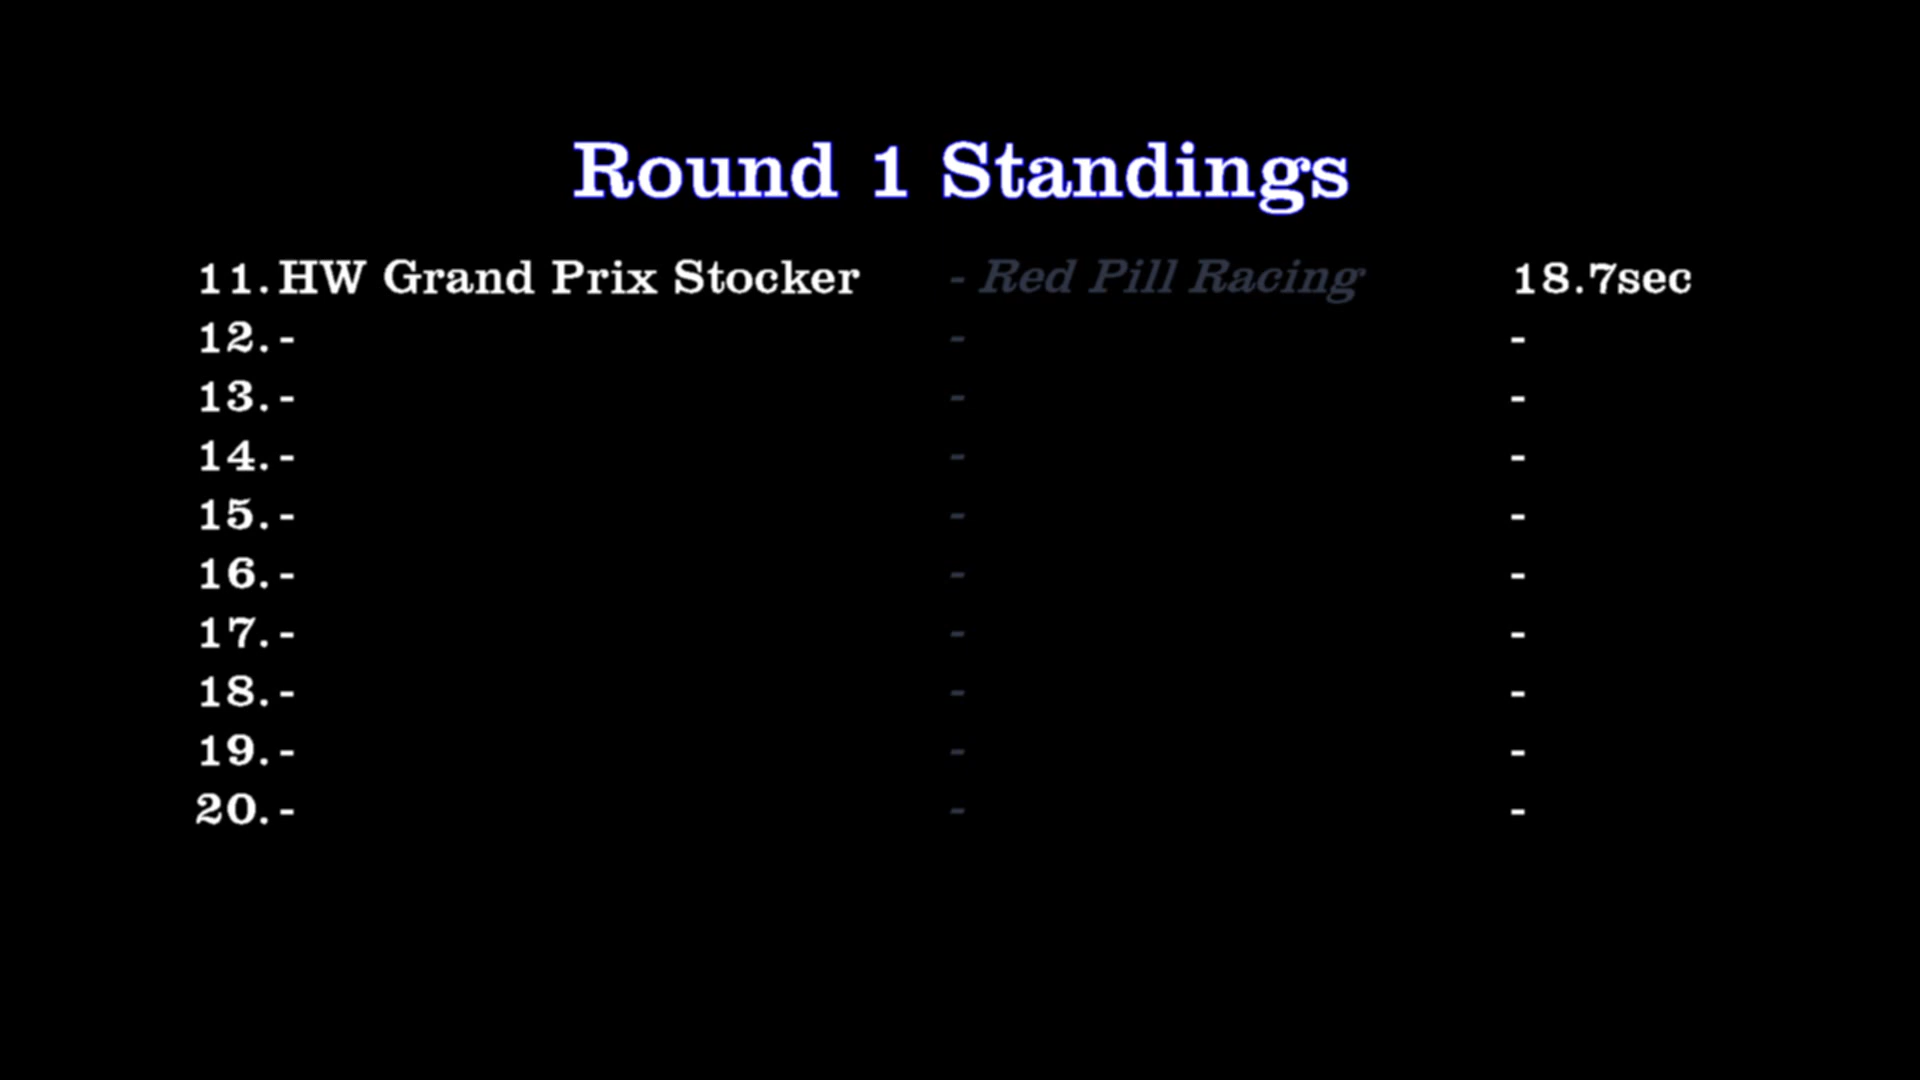 Round 1 Standings
11. HW Grand Prix Stocker - Red Pill Racing 18.7sec
12. - - -
13. - - -
14. - - -
15. - - -
16. - - -
17. - - -
18. - - -
19. - - -
20. - - -